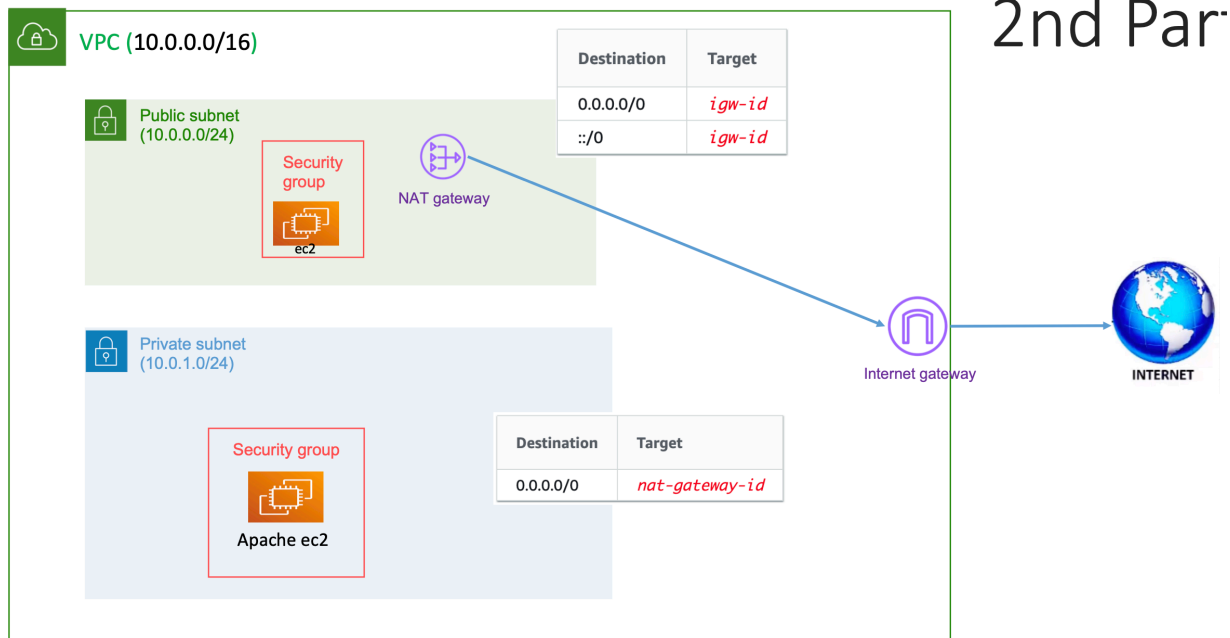 2nd Part
VPC (10.0.0.0/16)
Destination Target
0.0.0.0/0 igw-id
::/0 igw-id
Public subnet
(10.0.0.0/24)
Security
group
ec2
NAT gateway
Internet gateway
INTERNET
Private subnet
(10.0.1.0/24)
Security group
Apache ec2
Destination Target
0.0.0.0/0 nat-gateway-id